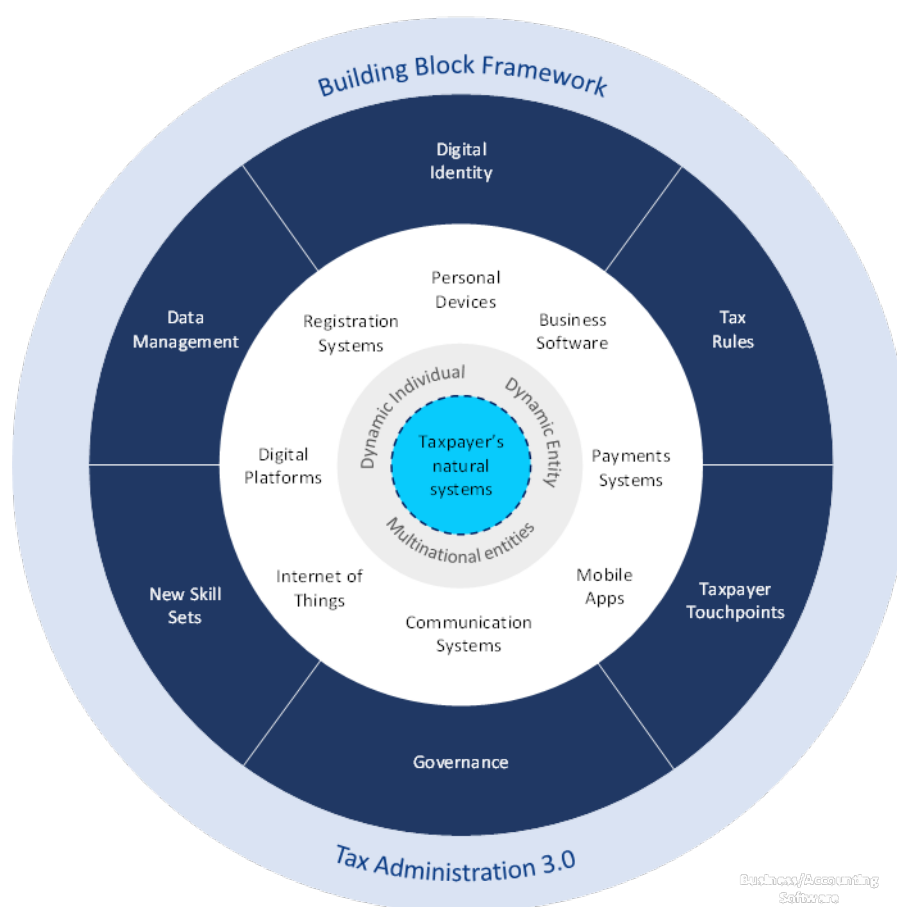 Building Block Framework
Digital
Identity
Data
Management
Tax
Rules
Personal
Devices
Registration
Systems
Business
Software
Dynamic Individual
Dynamic Entity
Taxpayer's
natural
systems
Digital
Platforms
Payments
Systems
Multinational entities
Internet of
Things
Mobile
Apps
Communication
Systems
New Skill
Sets
Taxpayer
Touchpoints
Governance
Tax Administration 3.0
Business/Accounting
Software